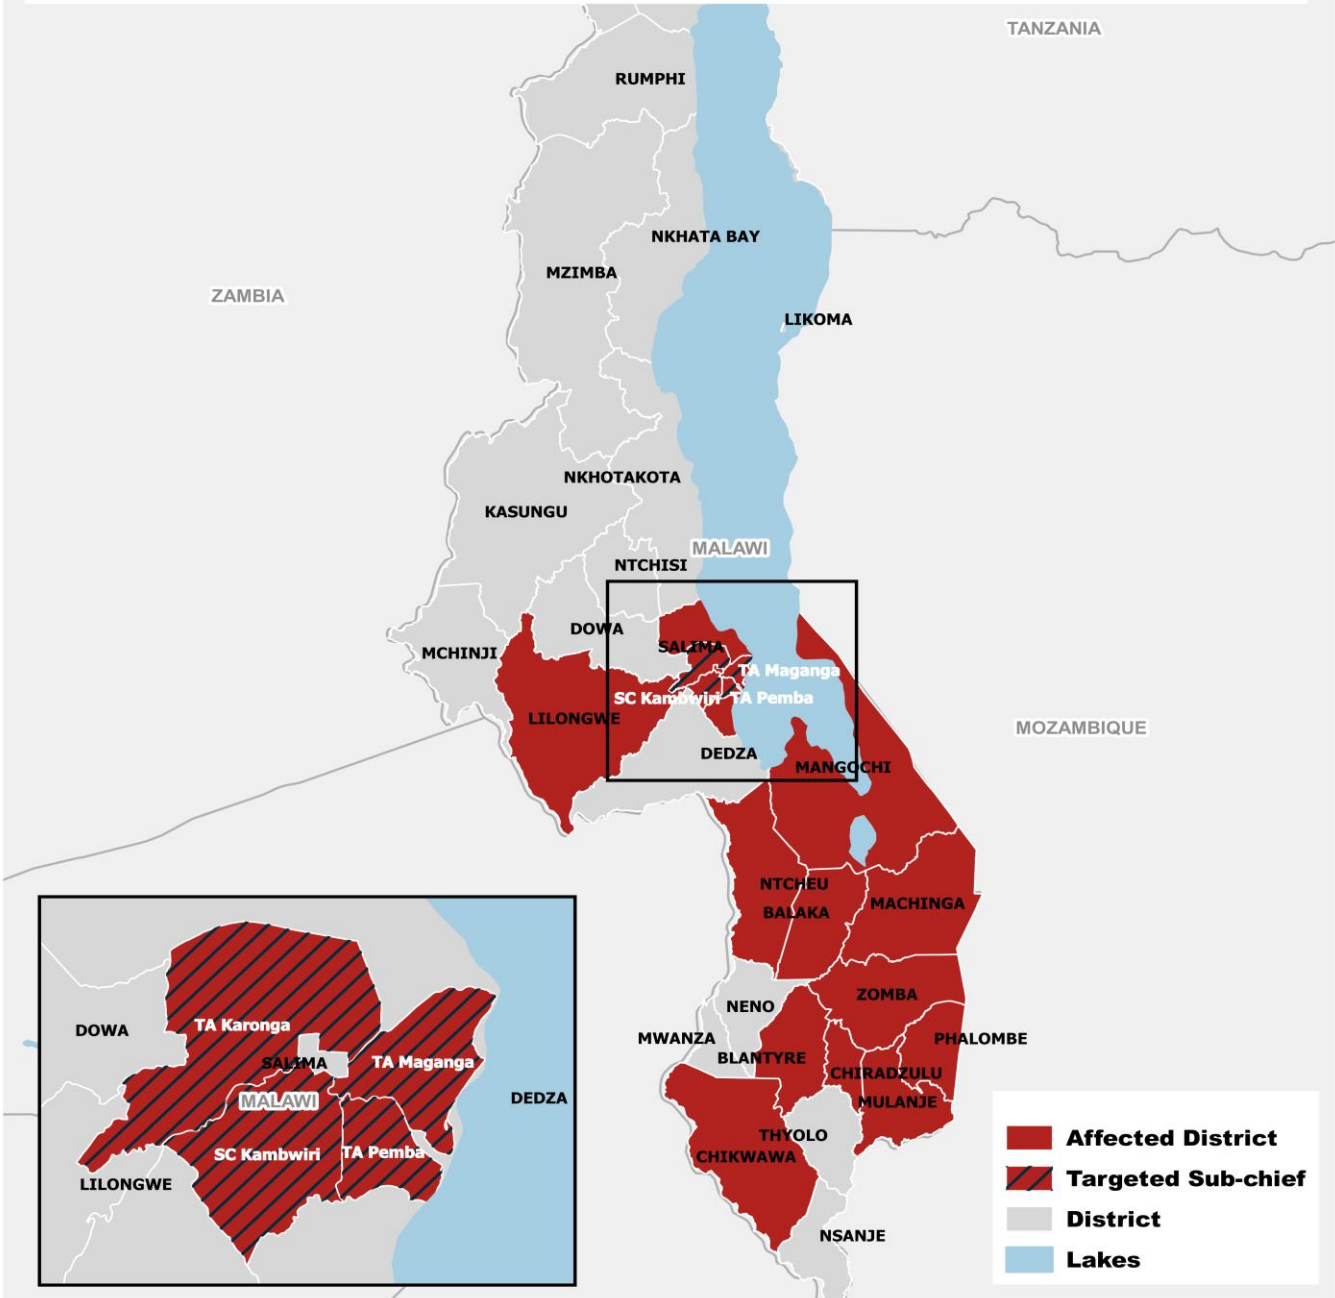 TANZANIA
RUMPHI
NKHATA BAY
MZIMBA
ZAMBIA
LIKOMA
NKHOTAKOTA
KASUNGU
MALAWI
NTCHISI
DOWA
MCHINJI
SALIMA
TA Maganga
SC Kambwiri
TA Pemba
LILONGWE
MOZAMBIQUE
DEDZA
MANGOCHI
NTCHEU
BALAKA
MACHINGA
ZOMBA
NENO
MWANZA
PHALOMBE
BLANTYRE
CHIRADZULU
MULANJE
THYOLO
CHIKWAWA
NSANJE
TA Karonga
DOWA
SALIMA
TA Maganga
MALAWI
DEDZA
SC Kambwiri
TA Pemba
LILONGWE
Affected District
Targeted Sub-chief
District
Lakes